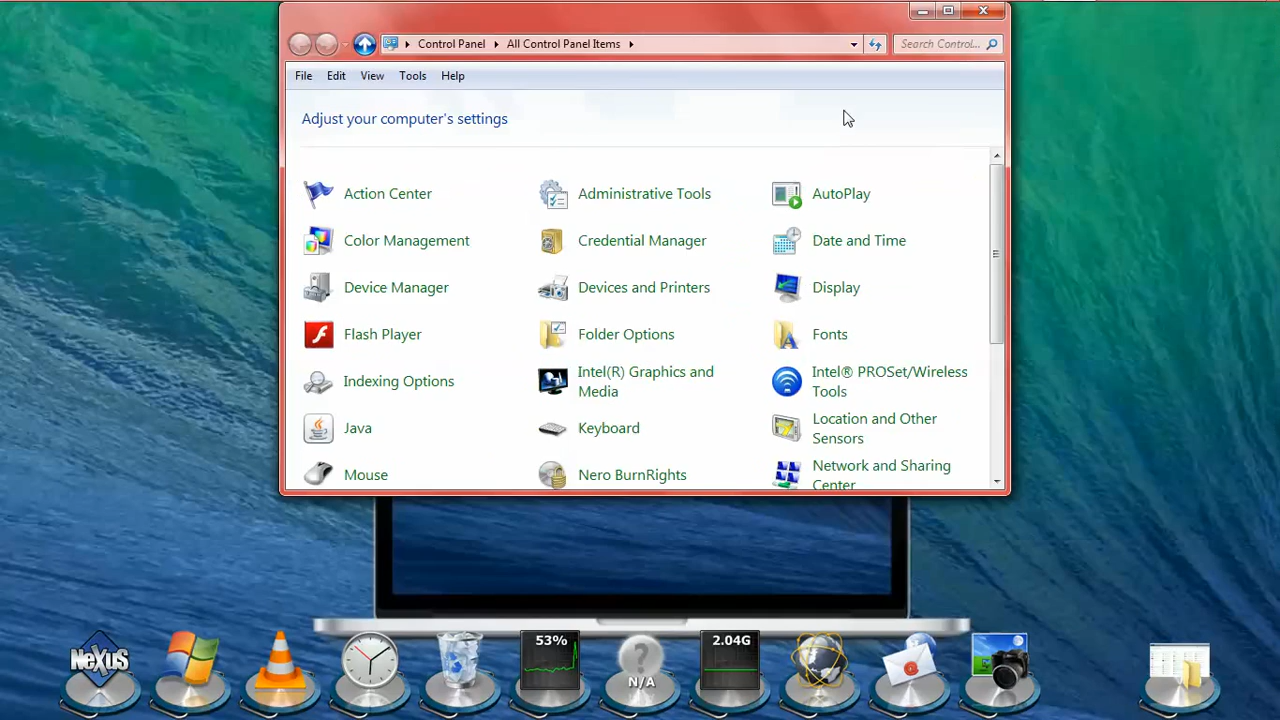 Control Panel All Control Panel Items
Search Control...
File Edit View Tools Help
Adjust your computer's settings
Action Center
Administrative Tools
AutoPlay
Color Management
Credential Manager
Date and Time
Device Manager
Devices and Printers
Display
Flash Player
Folder Options
Fonts
Indexing Options
Intel(R) Graphics and
Media
Intel® PROSet/Wireless
Tools
Java
Keyboard
Location and Other
Sensors
Mouse
Nero BurnRights
Network and Sharing
Center
NeXuS
53%
?
N/A
2.04G